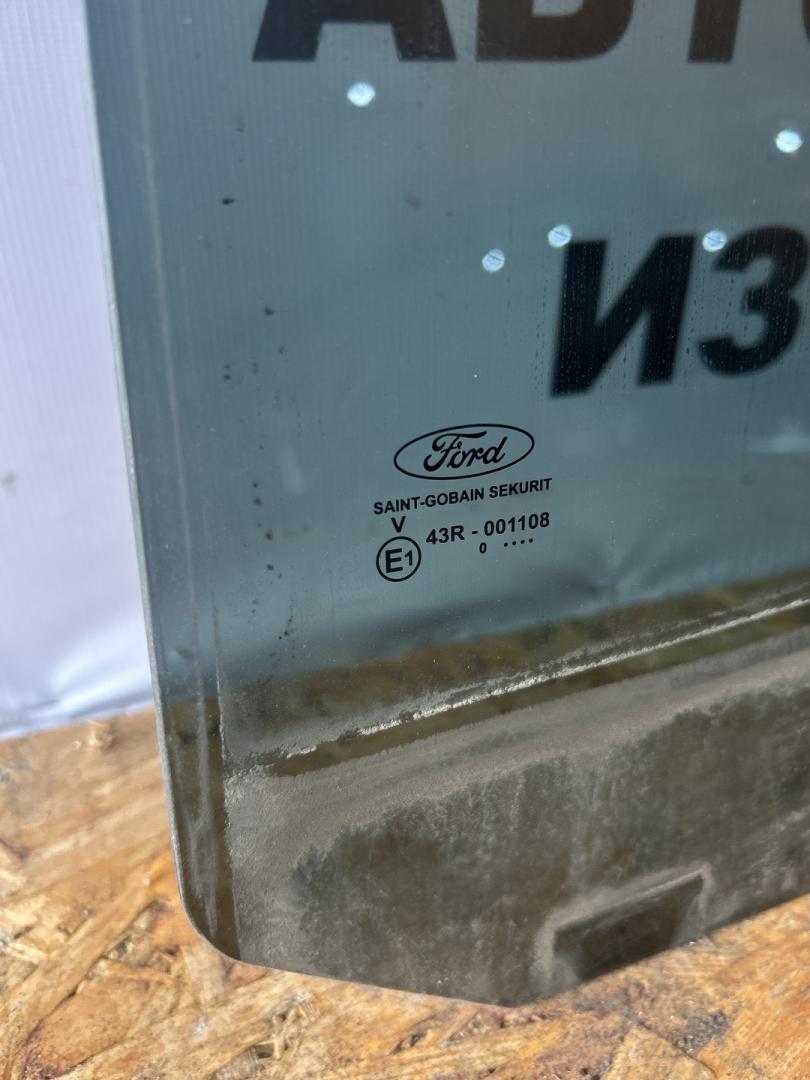 ИЗ
Ford
SAINT-GOBAIN SEKURIT
V
E1 43R - 001108
0 ....